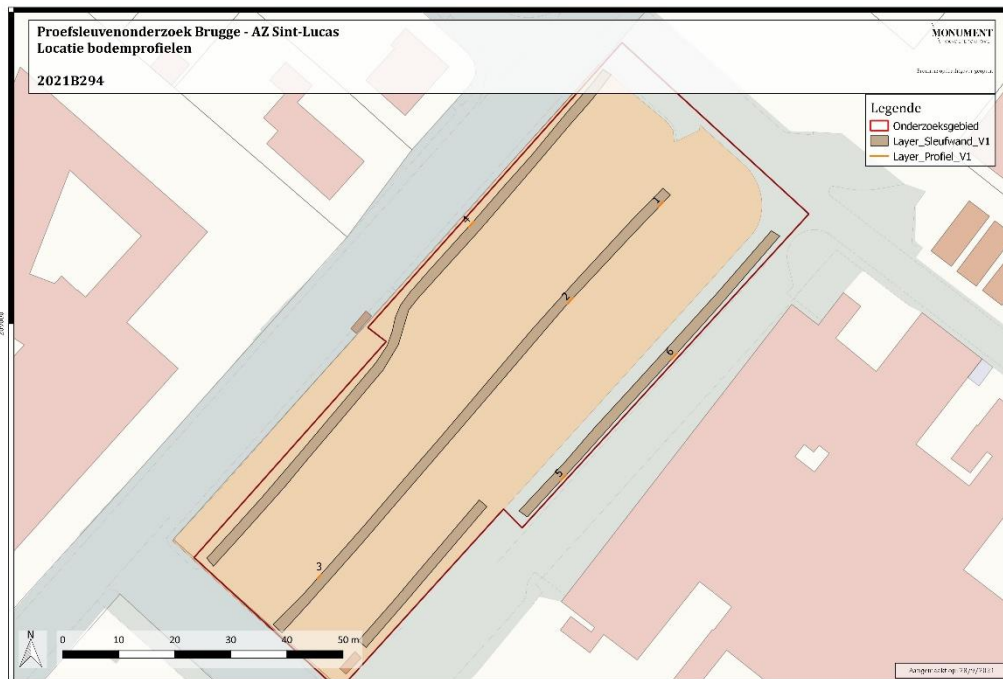 Proefsleuvenonderzoek Brugge - AZ Sint-Lucas
Locatie bodemprofielen
2021B294
MONUMENT
Legende
Onderzoeksgebied
Layer_Sleufwand_V1
Layer_Profiel_V1
4
1
2
6
5
3
N
0 10 20 30 40 50 m